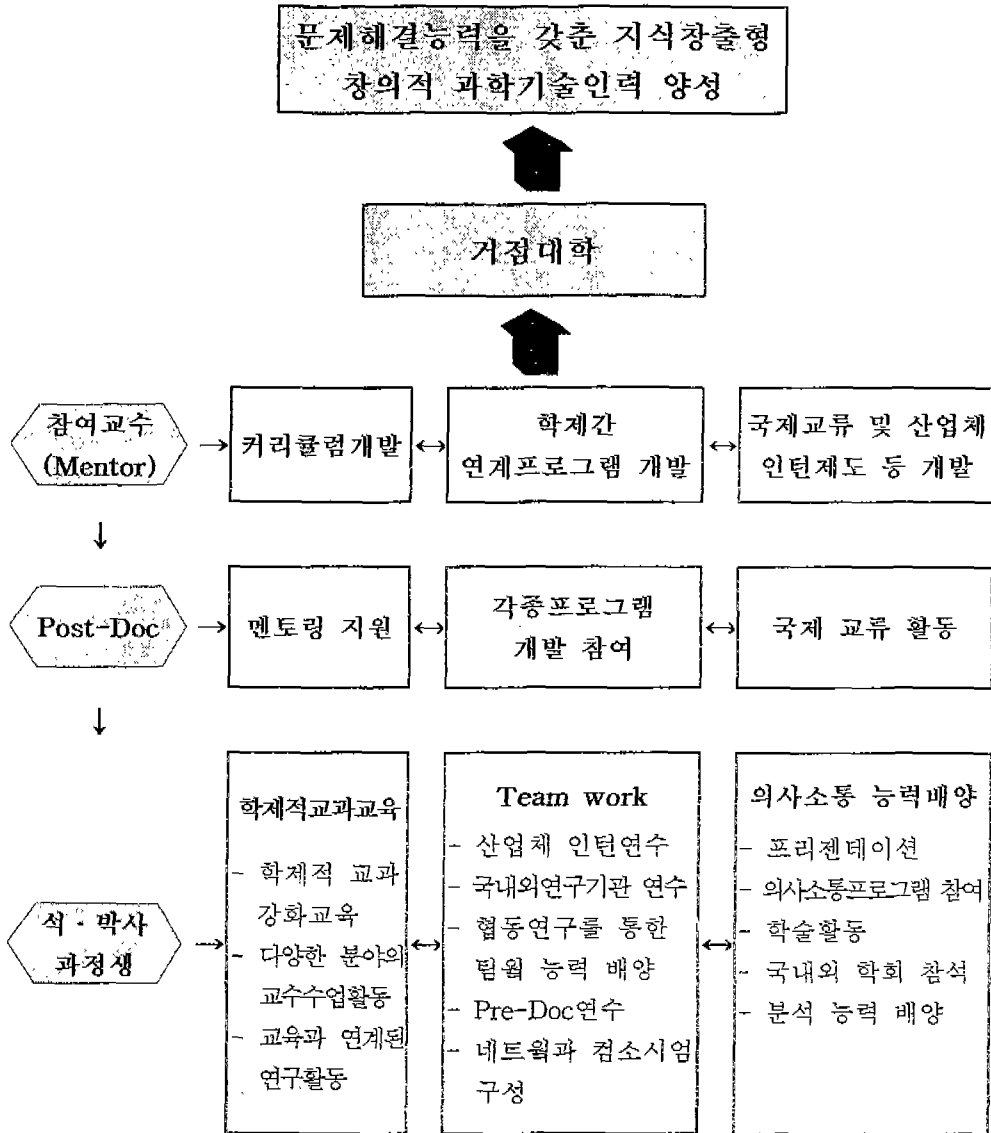 문제해결능력을 갖춘 지식창출형
창의적 과학기술인력 양성
거점대학
참여교수
(Mentor)
→
커리큘럼개발
↔
학제간
연계프로그램 개발
↔
국제교류 및 산업체
인턴제도 등 개발
↓
Post-Doc
→
멘토링 지원
↔
각종프로그램
개발 참여
↔
국제 교류 활동
↓
석·박사
과정생
→
학제적교과교육
- 학제적 교과
강화교육
- 다양한 분야의
교수수업활동
- 교육과 연계된
연구활동
↔
Team work
- 산업체 인턴연수
- 국내외연구기관 연수
- 협동연구를 통한
팀웍 능력 배양
- Pre-Doc연수
- 네트웍과 컴소시엄
구성
↔
의사소통 능력배양
- 프리젠테이션
- 의사소통프로그램 참여
- 학술활동
- 국내외 학회 참석
- 분석 능력 배양